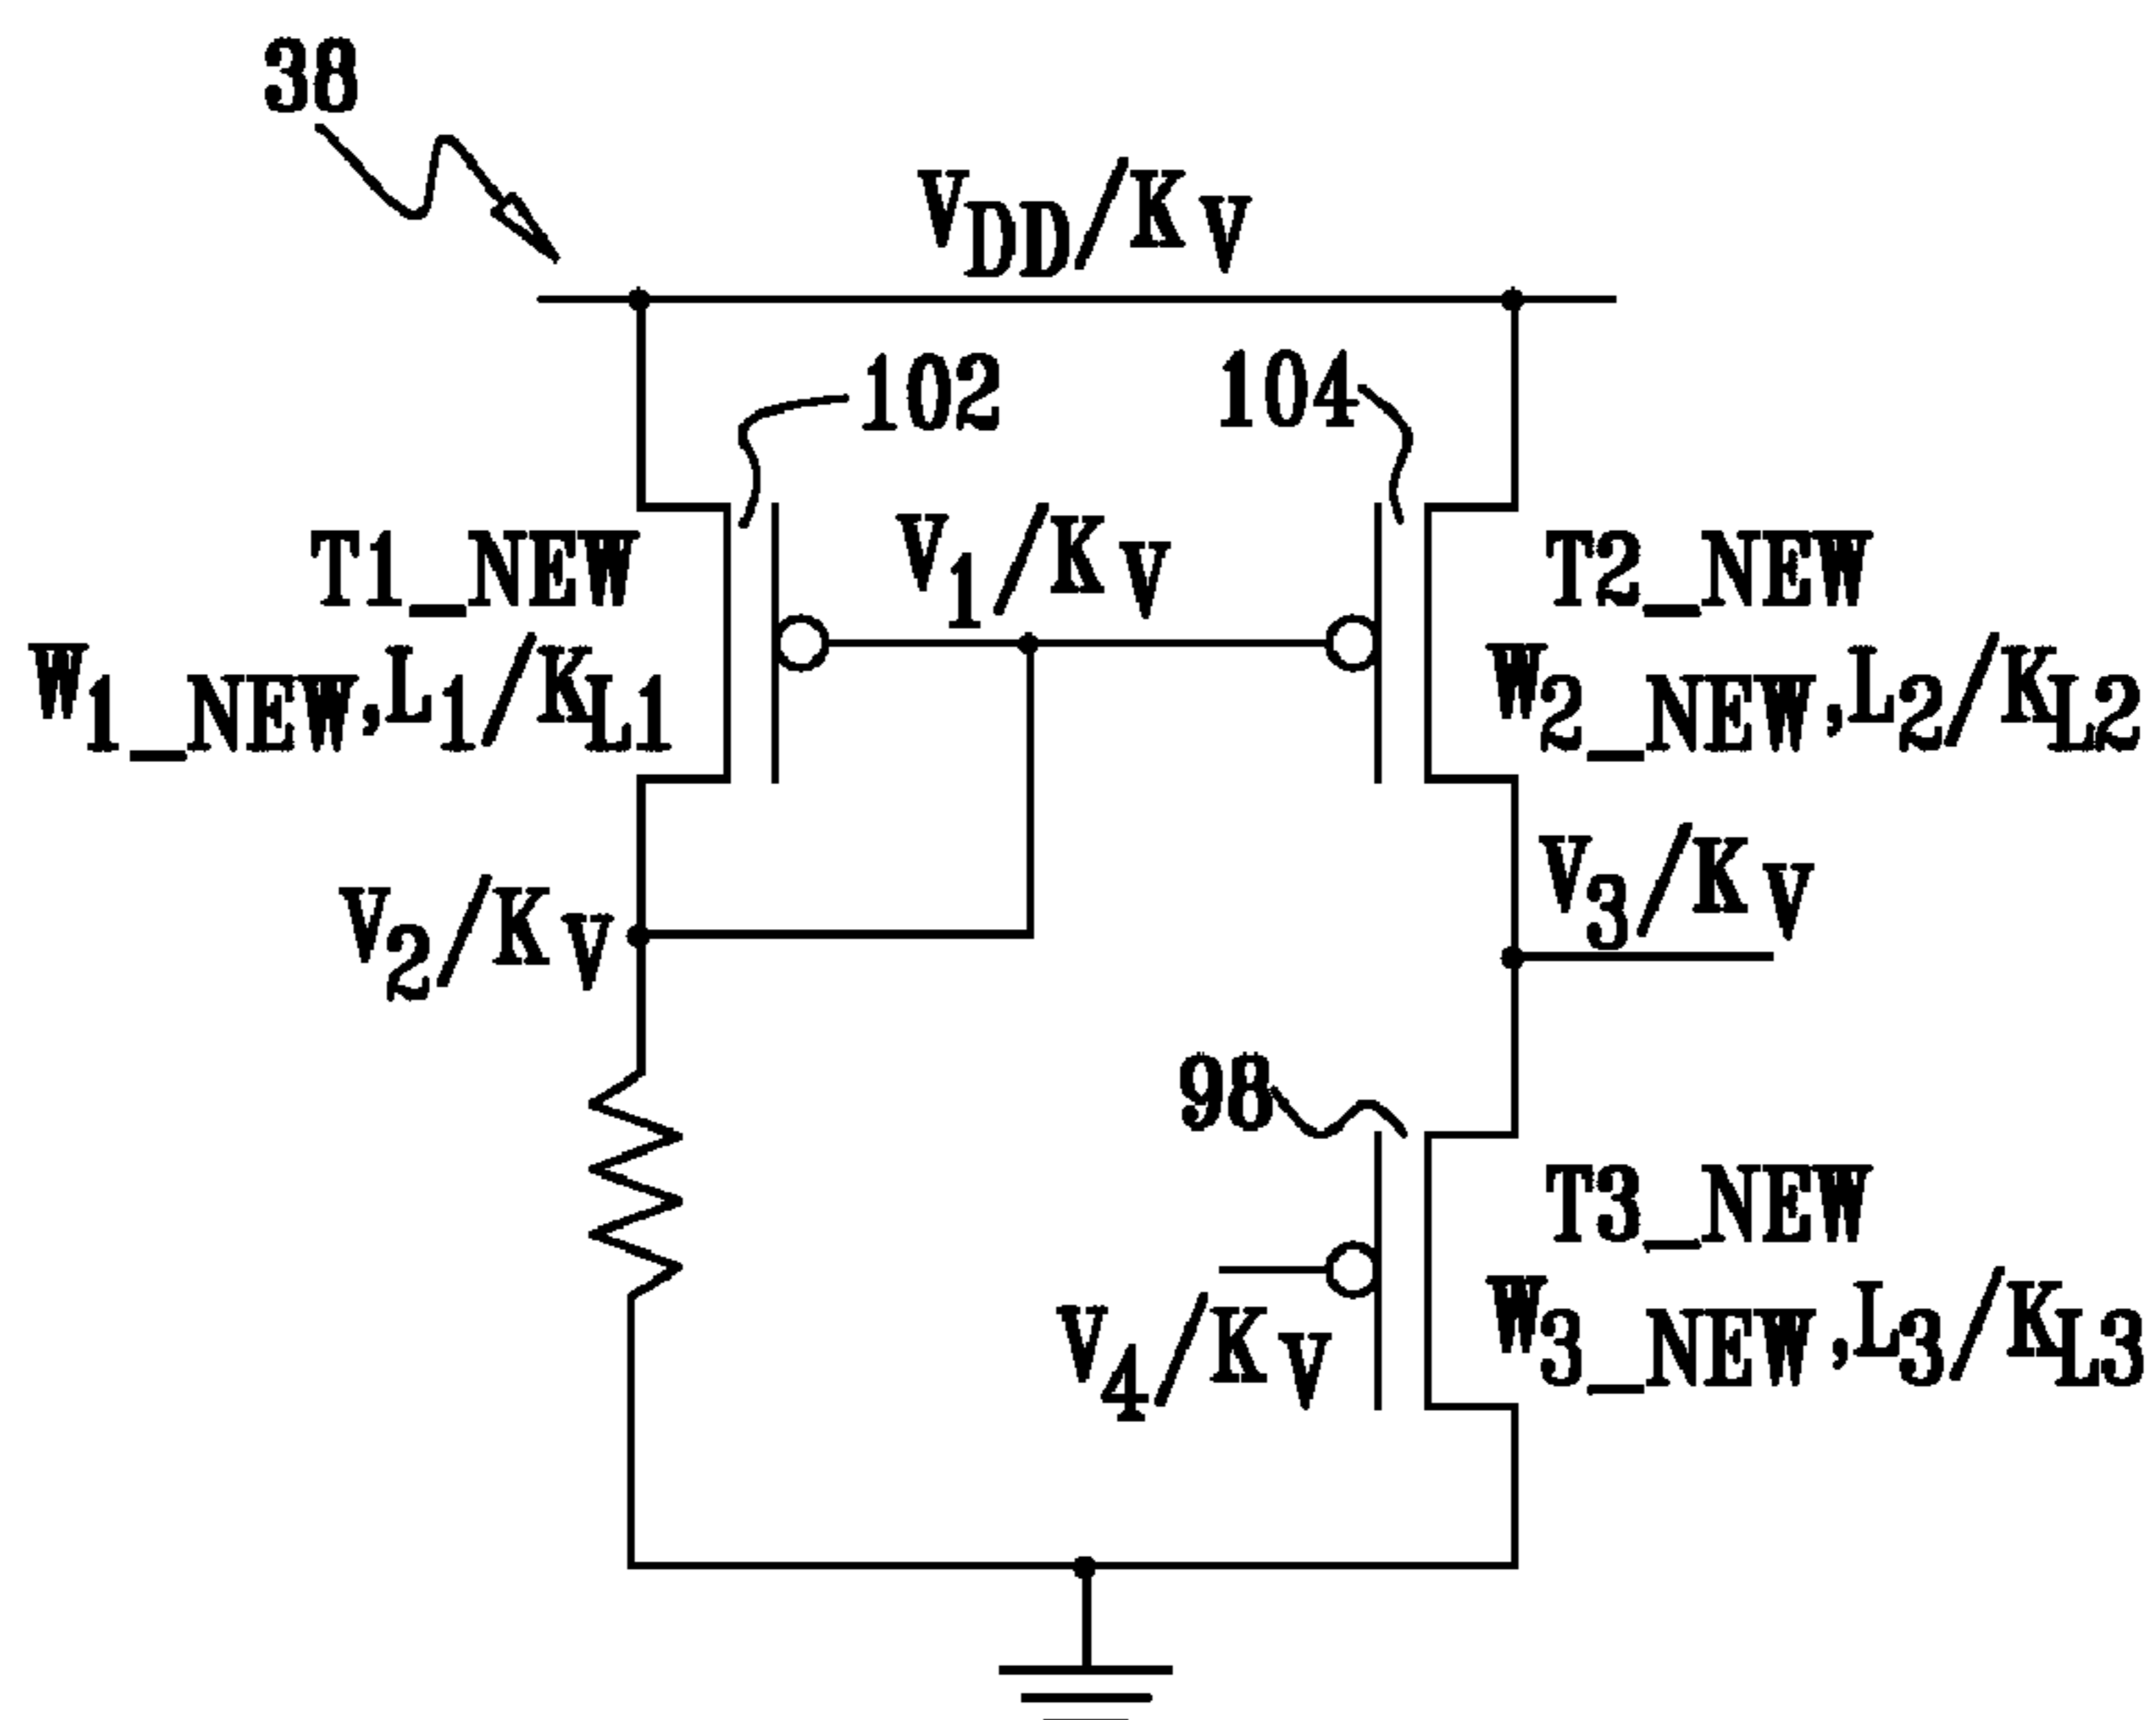 38
VDD/KV
102
104
V1/KV
T1_NEW
W1_NEW,L1/KL1
T2_NEW
W2_NEW,L2/KL2
V2/KV
V3/KV
98
T3_NEW
W3_NEW,L3/KL3
V4/KV